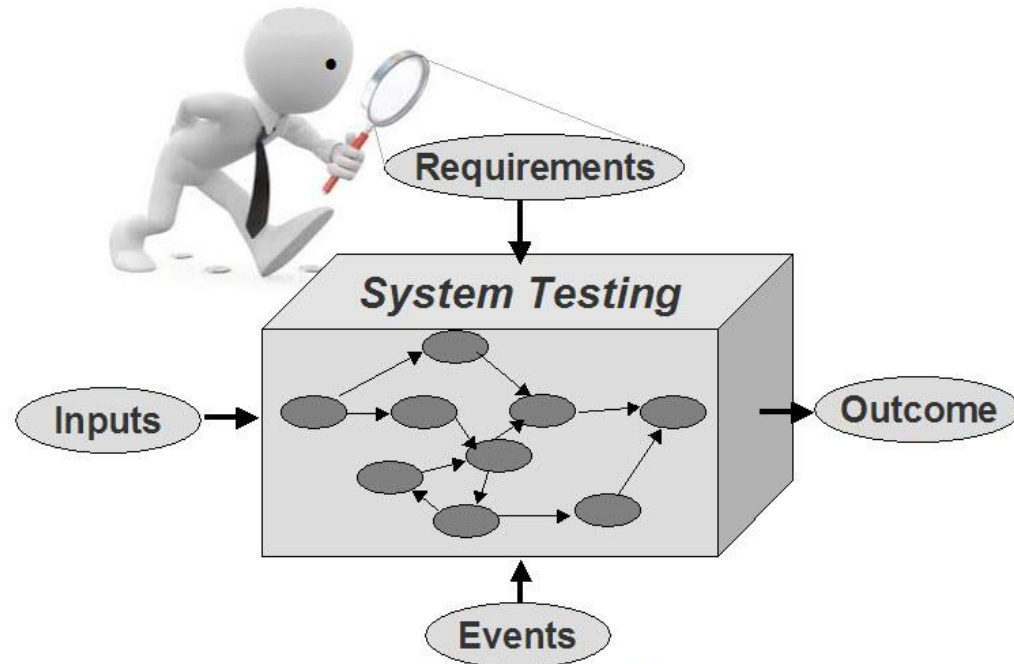 Requirements
System Testing
Inputs
Outcome
Events